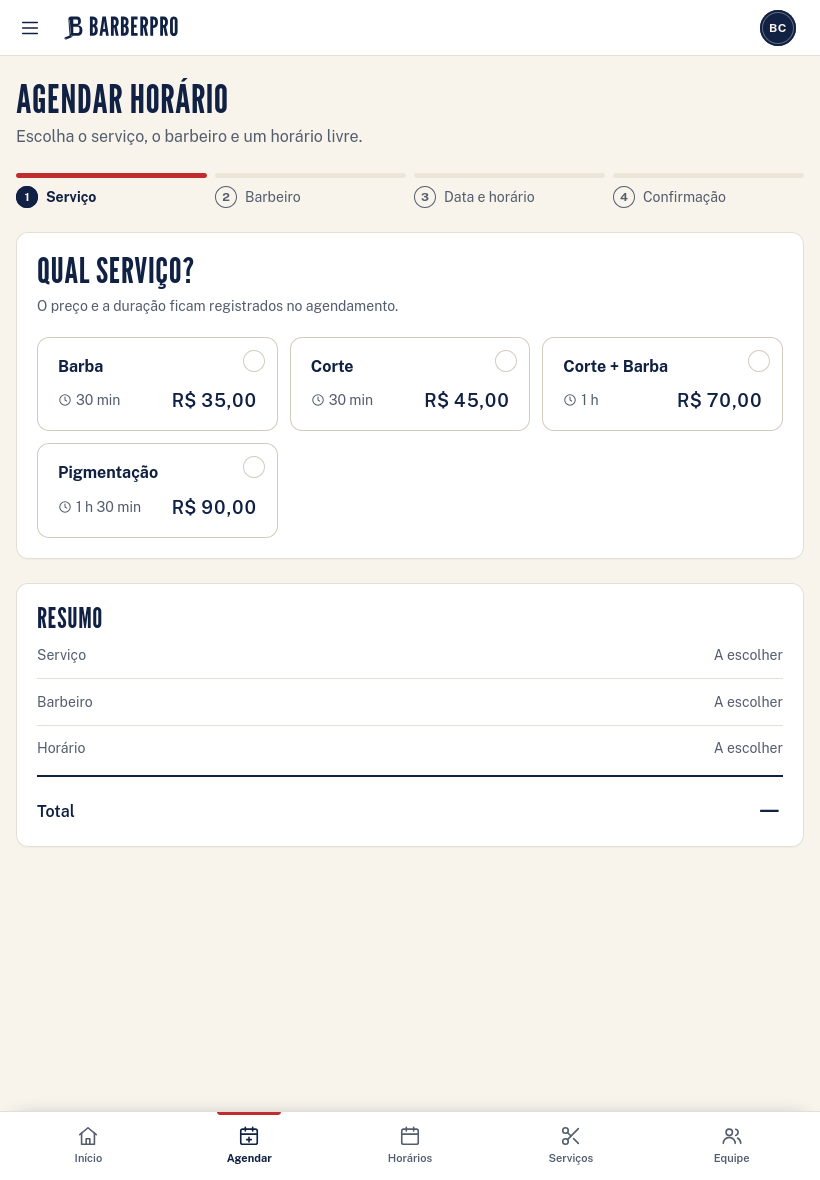 BARBERPRO
BC
AGENDAR HORÁRIO
Escolha o serviço, o barbeiro e um horário livre.
1 Serviço
2 Barbeiro
3 Data e horário
4 Confirmação
QUAL SERVIÇO?
O preço e a duração ficam registrados no agendamento.
Barba
30 min R$ 35,00
Corte
30 min R$ 45,00
Corte + Barba
1 h R$ 70,00
Pigmentação
1 h 30 min R$ 90,00
RESUMO
Serviço A escolher
Barbeiro A escolher
Horário A escolher
Total —
Início
Agendar
Horários
Serviços
Equipe